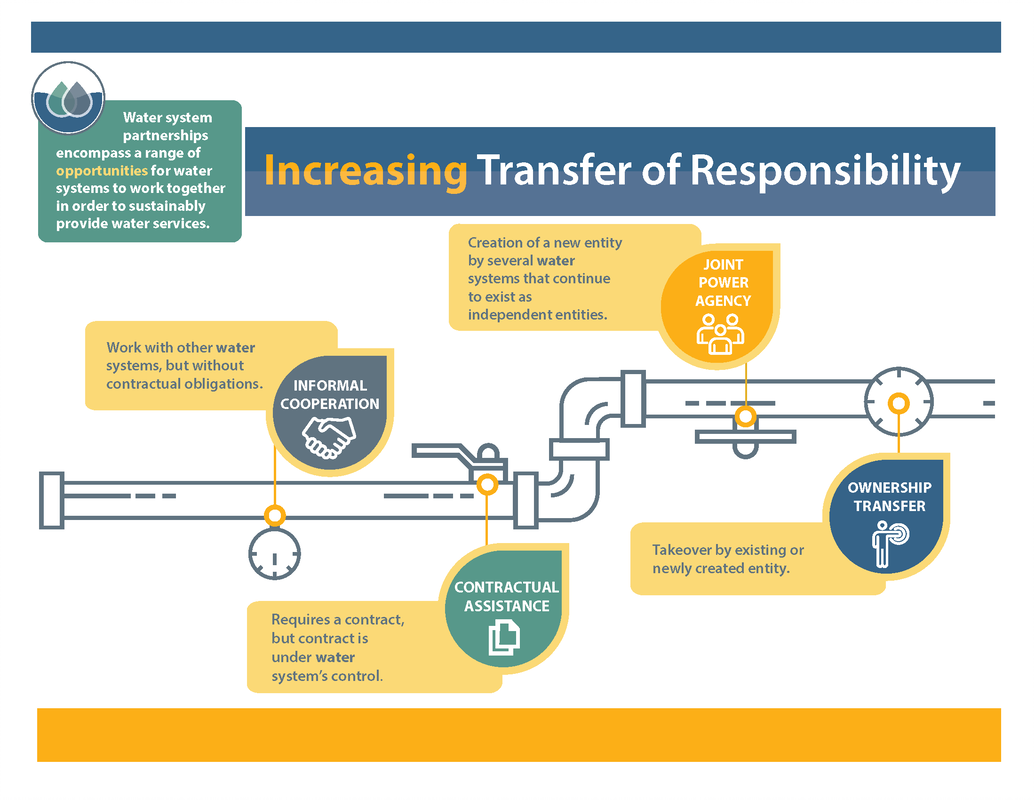 Water system
partnerships
encompass a range of
opportunities for water
systems to work together
in order to sustainably
provide water services.
Increasing Transfer of Responsibility
Creation of a new entity
by several water
systems that continue
to exist as
independent entities.
JOINT
POWER
AGENCY
Work with other water
systems, but without
contractual obligations.
INFORMAL
COOPERATION
OWNERSHIP
TRANSFER
Takeover by existing or
newly created entity.
CONTRACTUAL
ASSISTANCE
Requires a contract,
but contract is
under water
system's control.